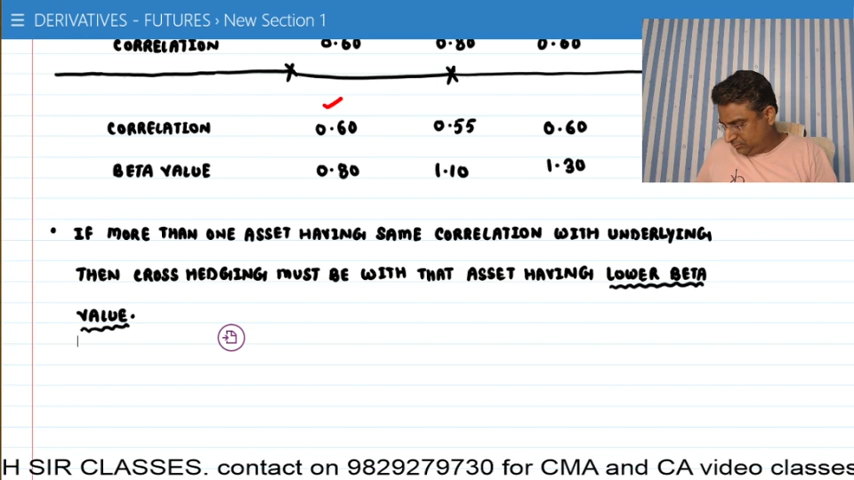 DERIVATIVES - FUTURES › New Section 1
CORRELATION 0.60 0.80 0.60
CORRELATION 0.60 0.55 0.60
BETA VALUE 0.80 1.10 1.30
• IF MORE THAN ONE ASSET HAVING SAME CORRELATION WITH UNDERLYING,
THEN CROSS HEDGING MUST BE WITH THAT ASSET HAVING LOWER BETA
VALUE.
H SIR CLASSES. contact on 9829279730 for CMA and CA video classes